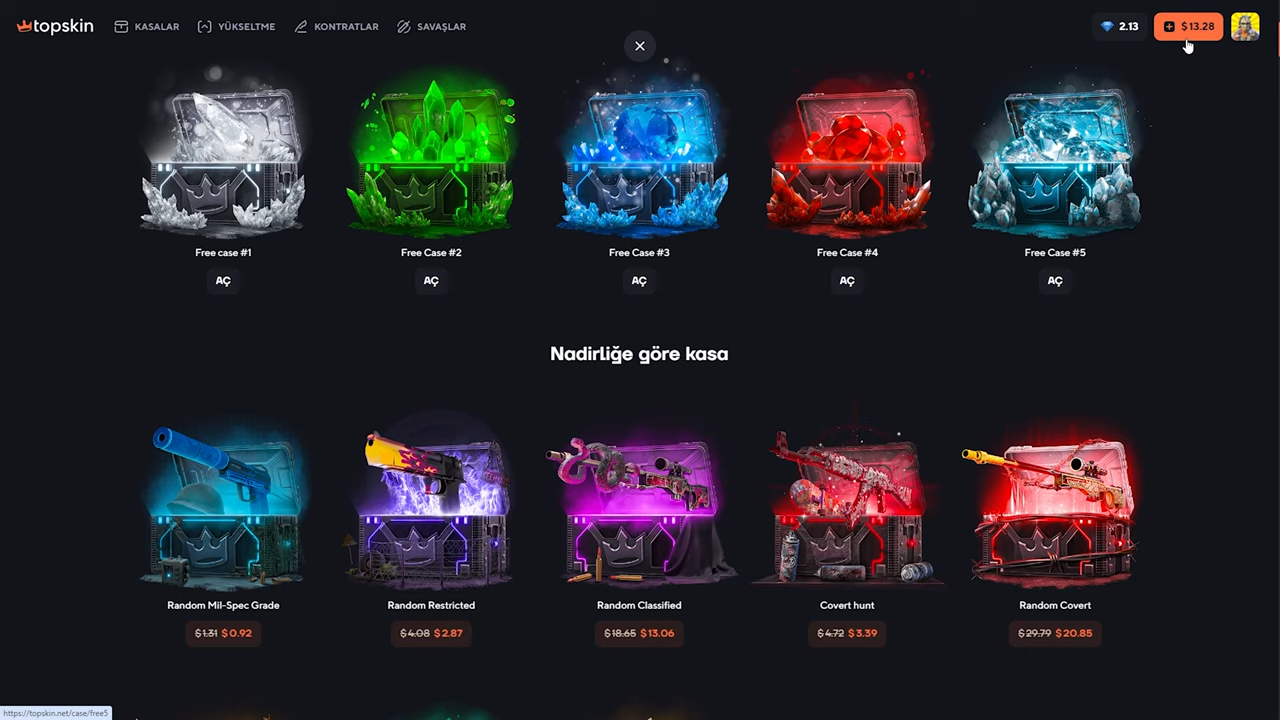 topskin
KASALAR
YÜKSELTME
KONTRATLAR
SAVAŞLAR
2.13
$13.28
Free case #1
Free Case #2
Free Case #3
Free Case #4
Free Case #5
AÇ
AÇ
AÇ
AÇ
AÇ
Nadirliğe göre kasa
Random Mil-Spec Grade
Random Restricted
Random Classified
Covert hunt
Random Covert
$1.31 $0.92
$4.08 $2.87
$18.65 $13.06
$4.72 $3.39
$29.79 $20.85
https://topskin.net/case/free5